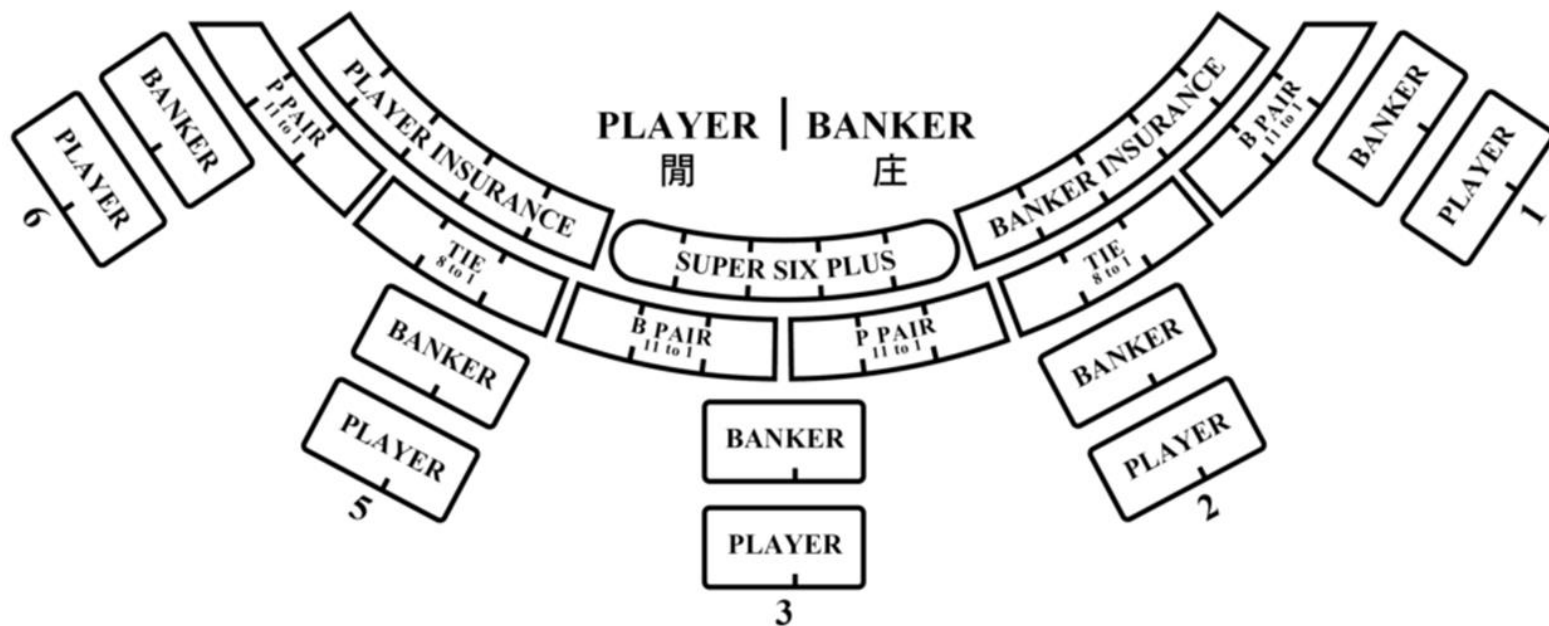 PLAYER | BANKER
閒 庄
PLAYER INSURANCE
BANKER INSURANCE
SUPER SIX PLUS
P PAIR
11 to 1
TIE
8 to 1
B PAIR
11 to 1
P PAIR
11 to 1
TIE
8 to 1
B PAIR
11 to 1
BANKER
PLAYER
6
BANKER
PLAYER
5
BANKER
PLAYER
3
BANKER
PLAYER
2
BANKER
PLAYER
1